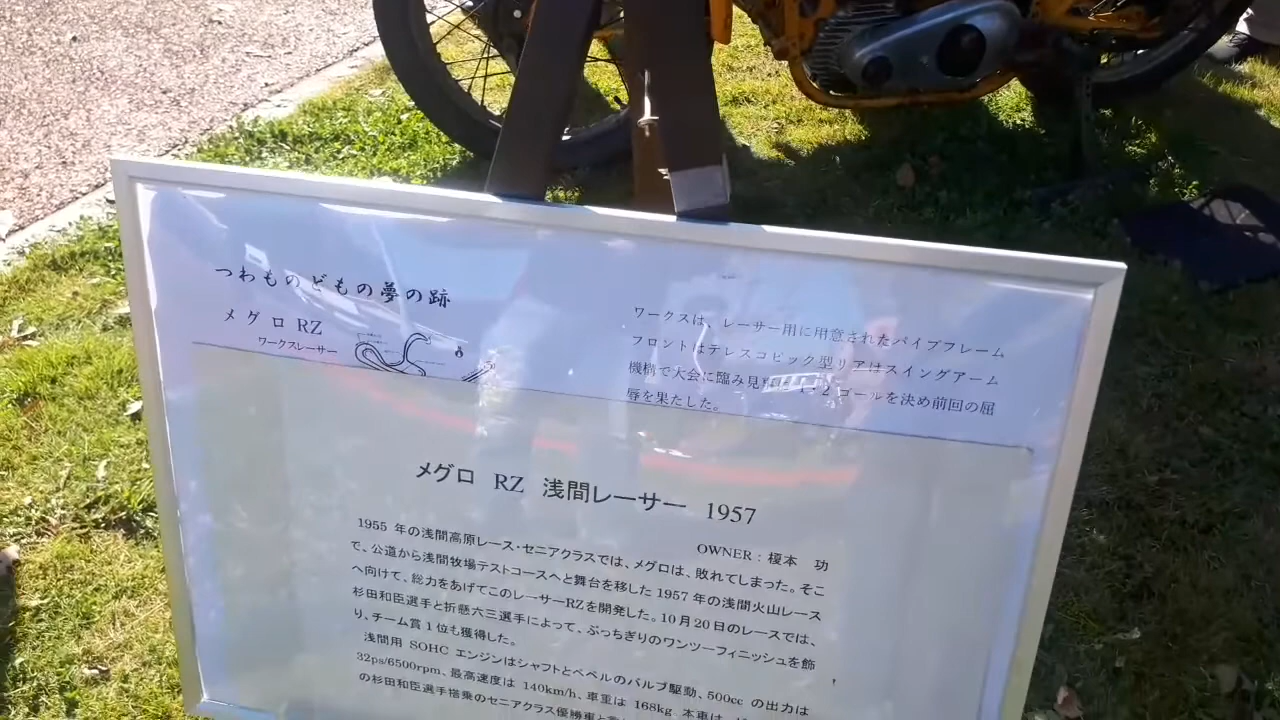 つわものどもの夢の跡
メグロ RZ
ワークスレーサー
ワークスは、レーサー用に用意されたパイプフレーム
フロントはテレスコピック型リアはスイングアーム
機構で大会に臨み見事に 1・2 ゴールを決め前回の屈
辱を果たした。
メグロ RZ 浅間レーサー 1957
OWNER：榎本 功
1955 年の浅間高原レース・セニアクラスでは、メグロは、敗れてしまった。そこ
で、公道から浅間牧場テストコースへと舞台を移した 1957 年の浅間火山レース
へ向けて、総力をあげてこのレーサーRZを開発した。10月20日のレースでは、
杉田和臣選手と折懸六三選手によって、ぶっちぎりのワンツーフィニッシュを飾
り、チーム賞 1 位も獲得した。
浅間用 SOHC エンジンはシャフトとベベルのバルブ駆動、500cc の出力は
32ps/6500rpm、最高速度は 140km/h、車重は 168kg 本車は、
の杉田和臣選手搭乗のセニアクラス優勝車と